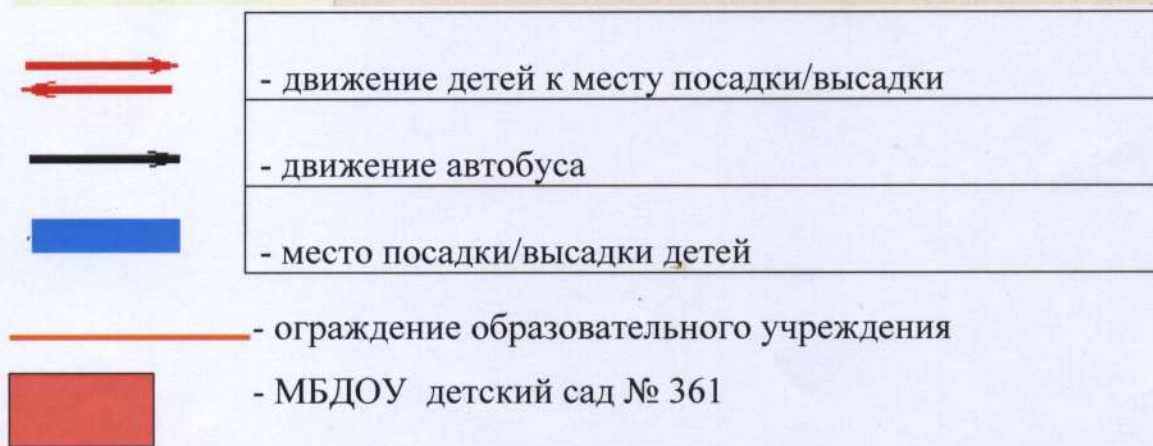 - движение детей к месту посадки/высадки
- движение автобуса
- место посадки/высадки детей
- ограждение образовательного учреждения
- МБДОУ детский сад № 361